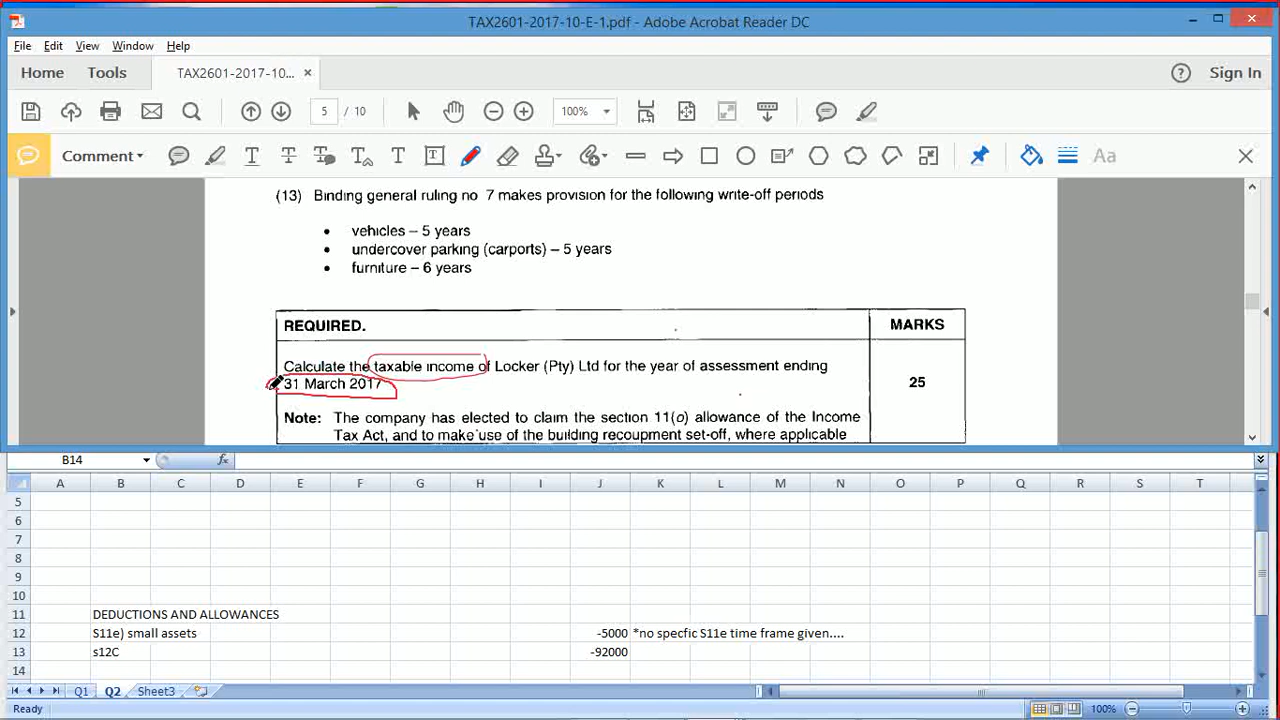 TAX2601-2017-10-E-1.pdf - Adobe Acrobat Reader DC
File Edit View Window Help
Home Tools TAX2601-2017-10... × Sign In
5 / 10 100%
Comment
(13) Binding general ruling no 7 makes provision for the following write-off periods
• vehicles – 5 years
• undercover parking (carports) – 5 years
• furniture – 6 years
REQUIRED. MARKS
Calculate the taxable income of Locker (Pty) Ltd for the year of assessment ending
31 March 2017
25
Note: The company has elected to claim the section 11(o) allowance of the Income
Tax Act, and to make use of the building recoupment set-off, where applicable
B14 fx
A B C D E F G H I J K L M N O P Q R S T
5
6
7
8
9
10
11 DEDUCTIONS AND ALLOWANCES
12 S11e) small assets -5000 *no specfic S11e time frame given....
13 s12C -92000
14
Q1 Q2 Sheet3
Ready 100%